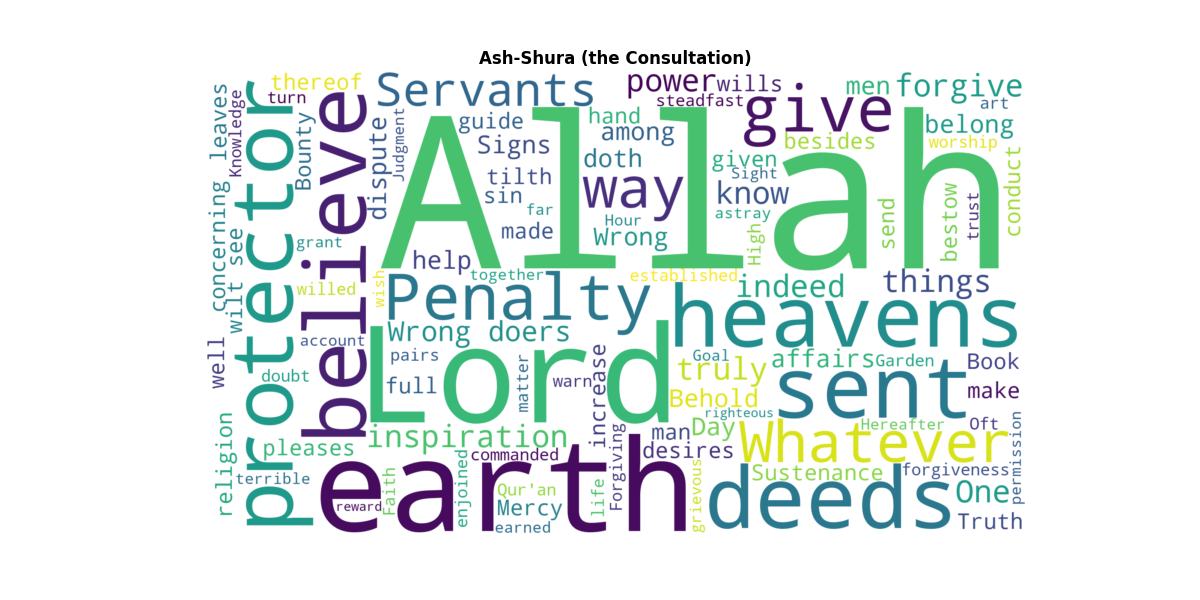 Ash-Shura (the Consultation)
thereof
Servants
power
wills
men
forgive
turn
steadfast
give
art
leaves
Knowledge
protector
believe
Bounty
dispute
Judgment
Allah
guide
hand
among
besides
belong
worship
Signs
doth
given
Sight
know
tilth
sin
way
far
made
Hour
Wrong
astray
High
send
bestow
trust
conduct
concerning
see
grant
help
together
established
wilt
willed
wish
Penalty
indeed
things
heavens
Wrong doers
account
pairs
full
Lord
matter
warn
increase
Goal
truly
affairs
Garden
Book
well
doubt
Behold
sent
make
righteous
Hereafter
Oft
religion
pleases
inspiration
man
Day
desires
Whatever
permission
terrible
earth
commanded
Forgiving
Sustenance
forgiveness
reward
Faith
enjoined
Qur'an
Mercy
earned
life
grievous
deeds
One
Truth